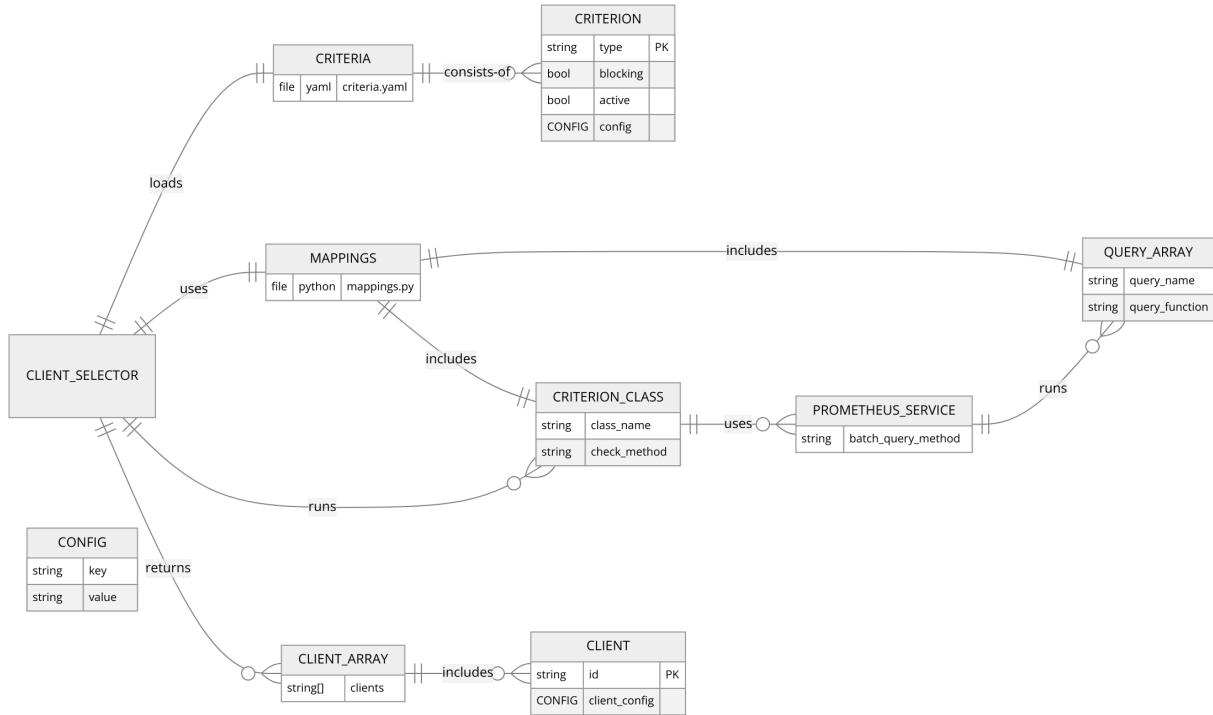 CRITERION
string type PK
bool blocking
bool active
CONFIG config
CRITERIA
file yaml criteria.yaml
consists-of
loads
MAPPINGS
file python mappings.py
includes
QUERY_ARRAY
string query_name
string query_function
uses
CLIENT_SELECTOR
includes
CRITERION_CLASS
string class_name
string check_method
uses
PROMETHEUS_SERVICE
string batch_query_method
runs
runs
CONFIG
string key
string value
returns
CLIENT_ARRAY
string[] clients
includes
CLIENT
string id PK
CONFIG client_config